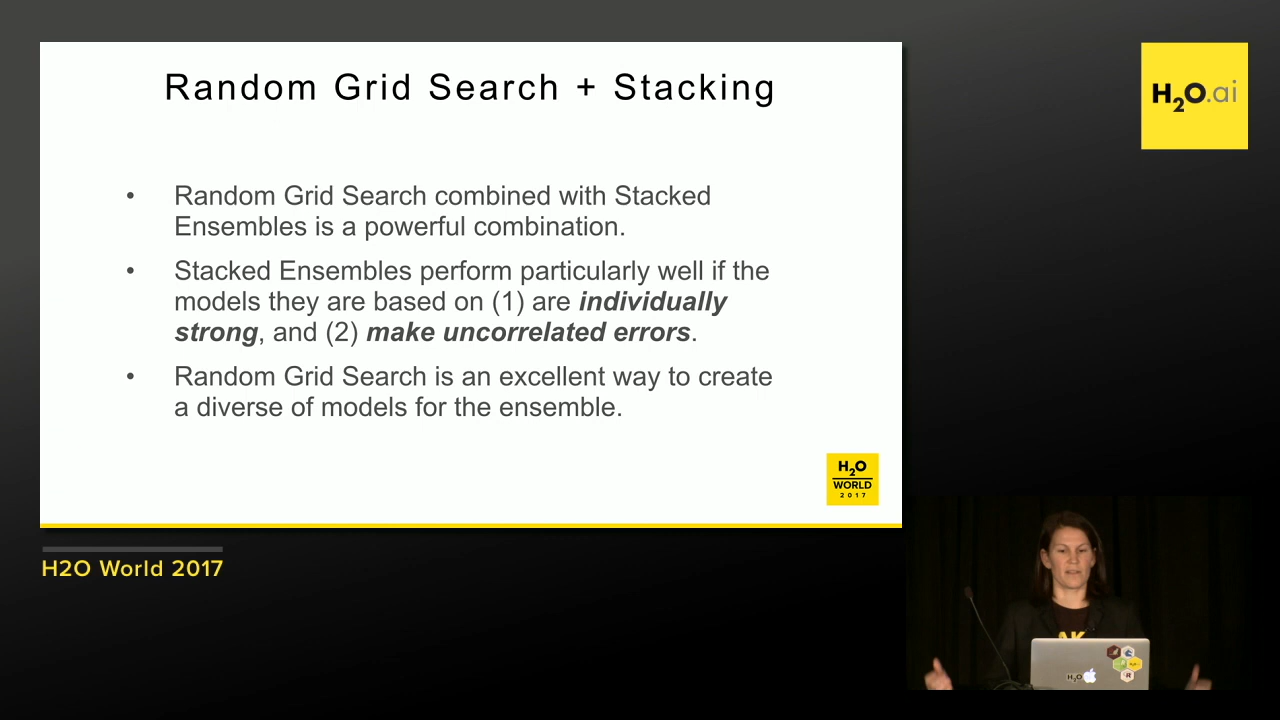 Random Grid Search + Stacking
H2O.ai
• Random Grid Search combined with Stacked
Ensembles is a powerful combination.
• Stacked Ensembles perform particularly well if the
models they are based on (1) are individually
strong, and (2) make uncorrelated errors.
• Random Grid Search is an excellent way to create
a diverse of models for the ensemble.
H2O
WORLD
2017
H2O World 2017
AK
H2O
R